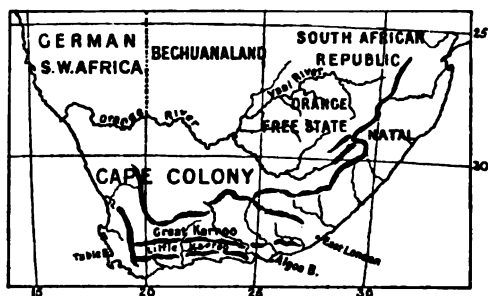 GERMAN
S.W. AFRICA
BECHUANALAND
SOUTH AFRICAN
REPUBLIC
25
Vaal River
ORANGE
FREE STATE
Orange River
NATAL
30
CAPE COLONY
Great Karroo
Little Karroo
Table B.
Algoa B.
East London
15
20
25
30